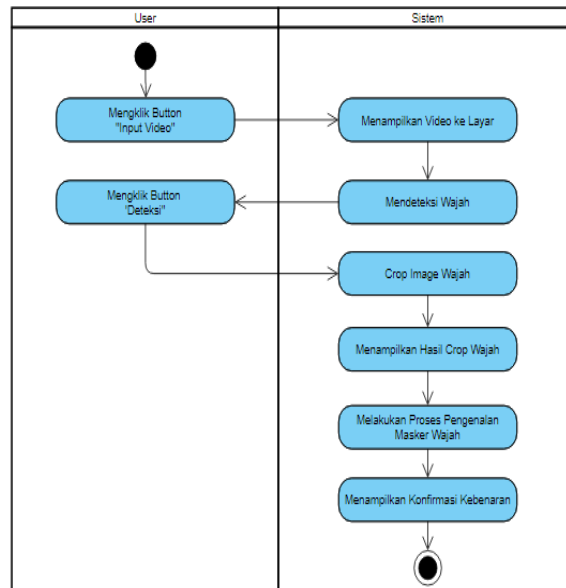 User
Sistem
Mengklik Button
"Input Video"
Menampilkan Video ke Layar
Mengklik Button
"Deteksi"
Mendeteksi Wajah
Crop Image Wajah
Menampilkan Hasil Crop Wajah
Melakukan Proses Pengenalan
Masker Wajah
Menampilkan Konfirmasi Kebenaran